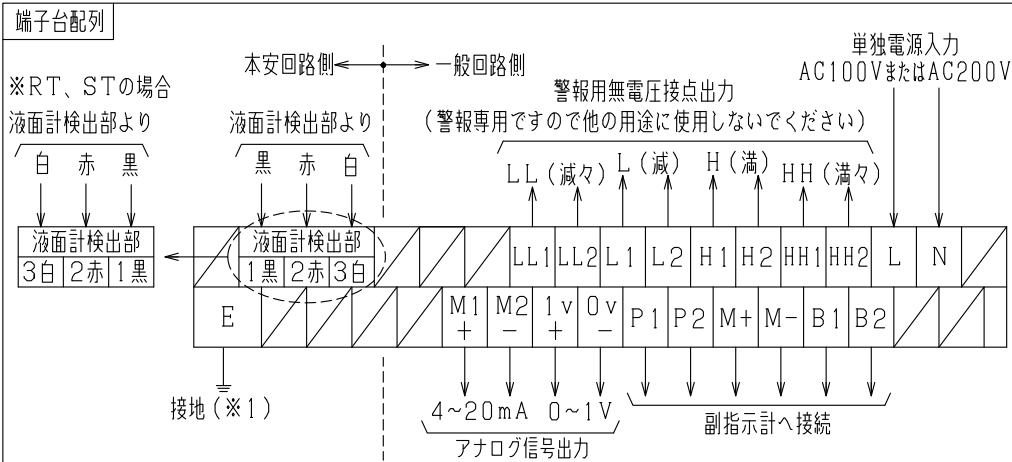 端子台配列
本安回路側 一般回路側
単独電源入力
AC100VまたはAC200V
※RT、STの場合
液面計検出部より
液面計検出部より
警報用無電圧接点出力
(警報専用ですので他の用途に使用しないでください)
白 赤 黒
黒 赤 白
LL(減々) L(減) H(満) HH(満々)
液面計検出部
3白 2赤 1黒
液面計検出部
1黒 2赤 3白
LL1 LL2 L1 L2 H1 H2 HH1 HH2 L N
E M1+ M2- 1v+ 0v- P1 P2 M+ M- B1 B2
接地(※1)
4~20mA 0~1V
アナログ信号出力
副指示計へ接続